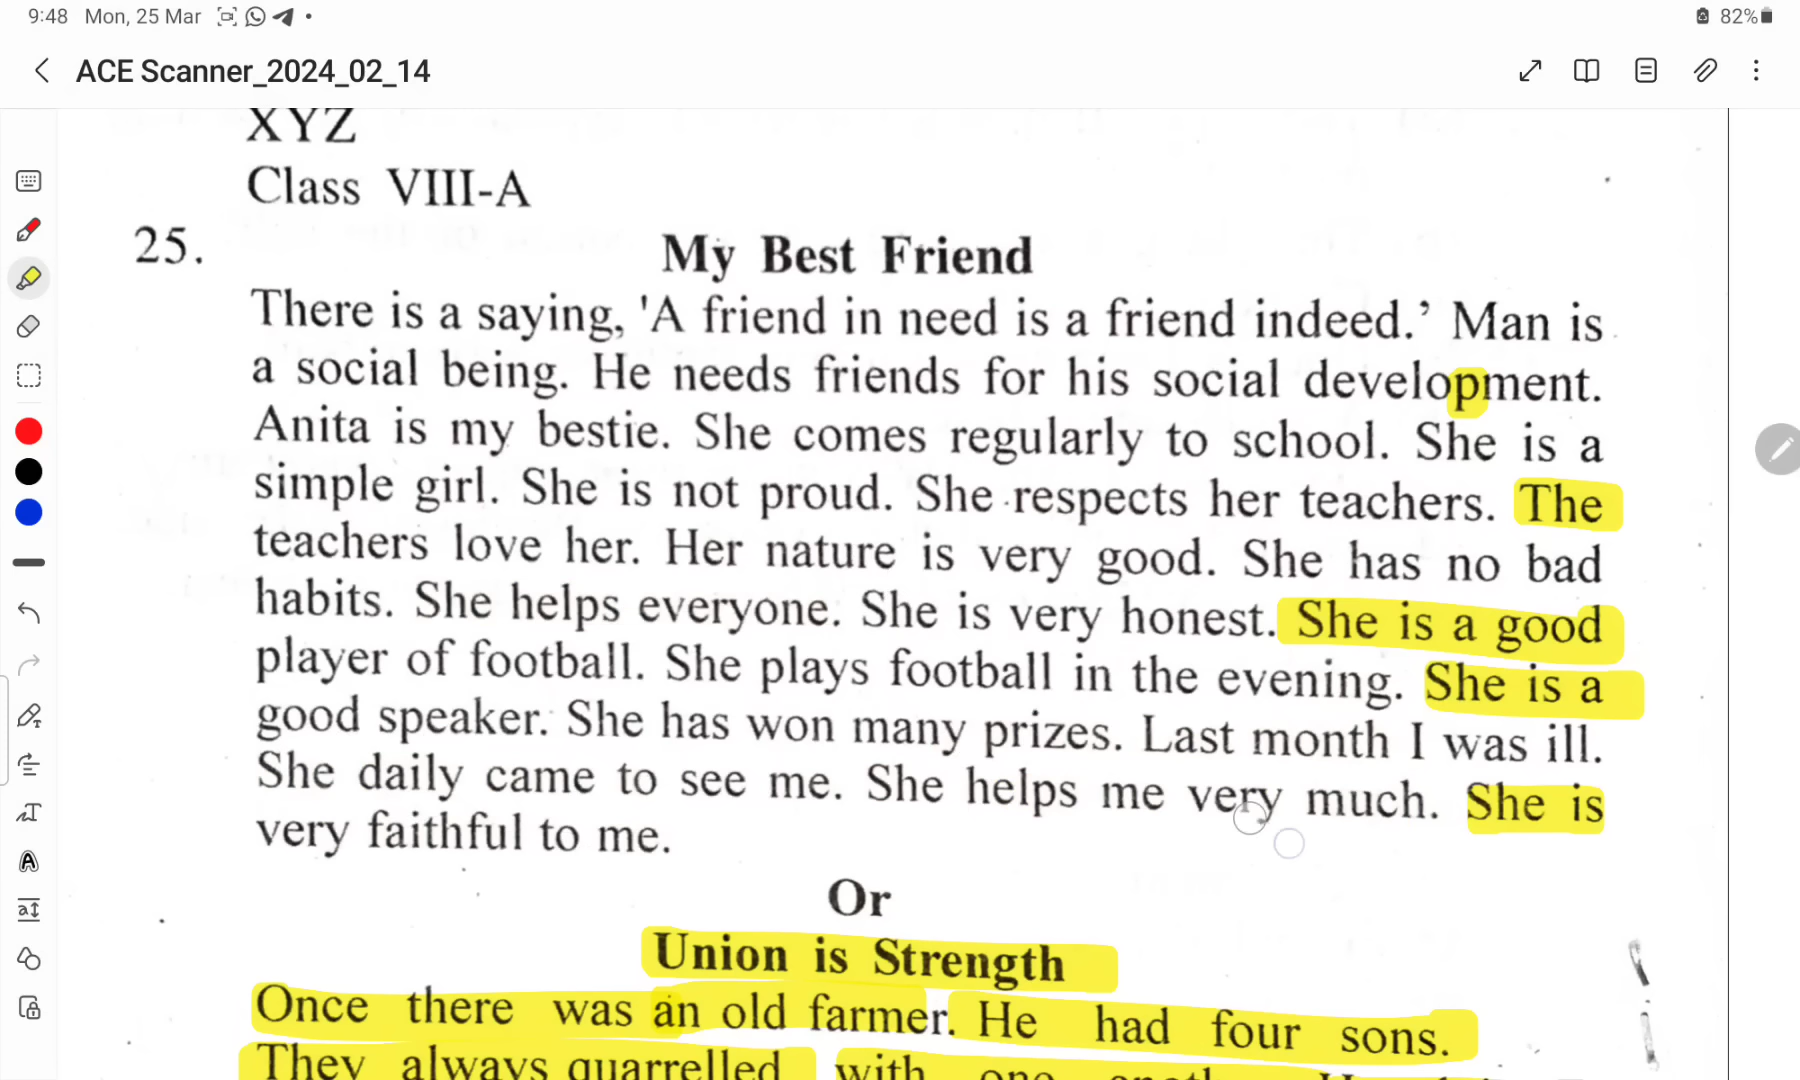 9:48 Mon, 25 Mar
82%
ACE Scanner_2024_02_14
XYZ
Class VIII-A
25.
My Best Friend
There is a saying, 'A friend in need is a friend indeed.’ Man is
a social being. He needs friends for his social development.
Anita is my bestie. She comes regularly to school. She is a
simple girl. She is not proud. She respects her teachers. The
teachers love her. Her nature is very good. She has no bad
habits. She helps everyone. She is very honest. She is a good
player of football. She plays football in the evening. She is a
good speaker. She has won many prizes. Last month I was ill.
She daily came to see me. She helps me very much. She is
very faithful to me.
Or
Union is Strength
Once there was an old farmer. He had four sons.
They always quarrelled with one